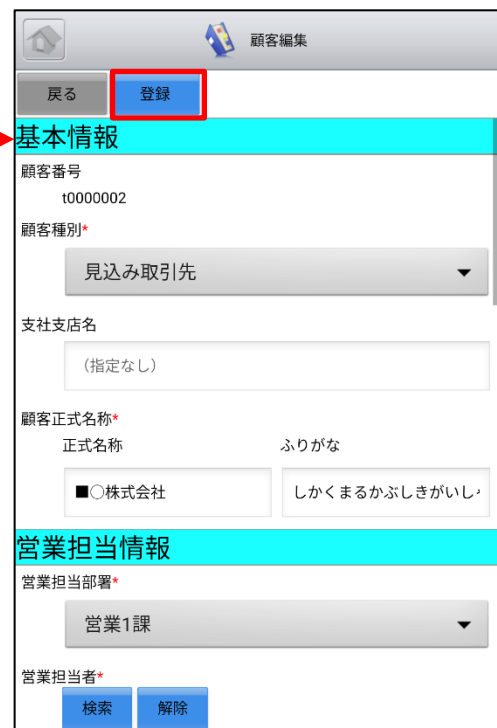 顧客編集
戻る 登録
基本情報
顧客番号
t0000002
顧客種別*
見込み取引先
支社支店名
（指定なし）
顧客正式名称*
正式名称 ふりがな
■○株式会社 しかくまるかぶしきがいし
営業担当情報
営業担当部署*
営業1課
営業担当者*
検索 解除